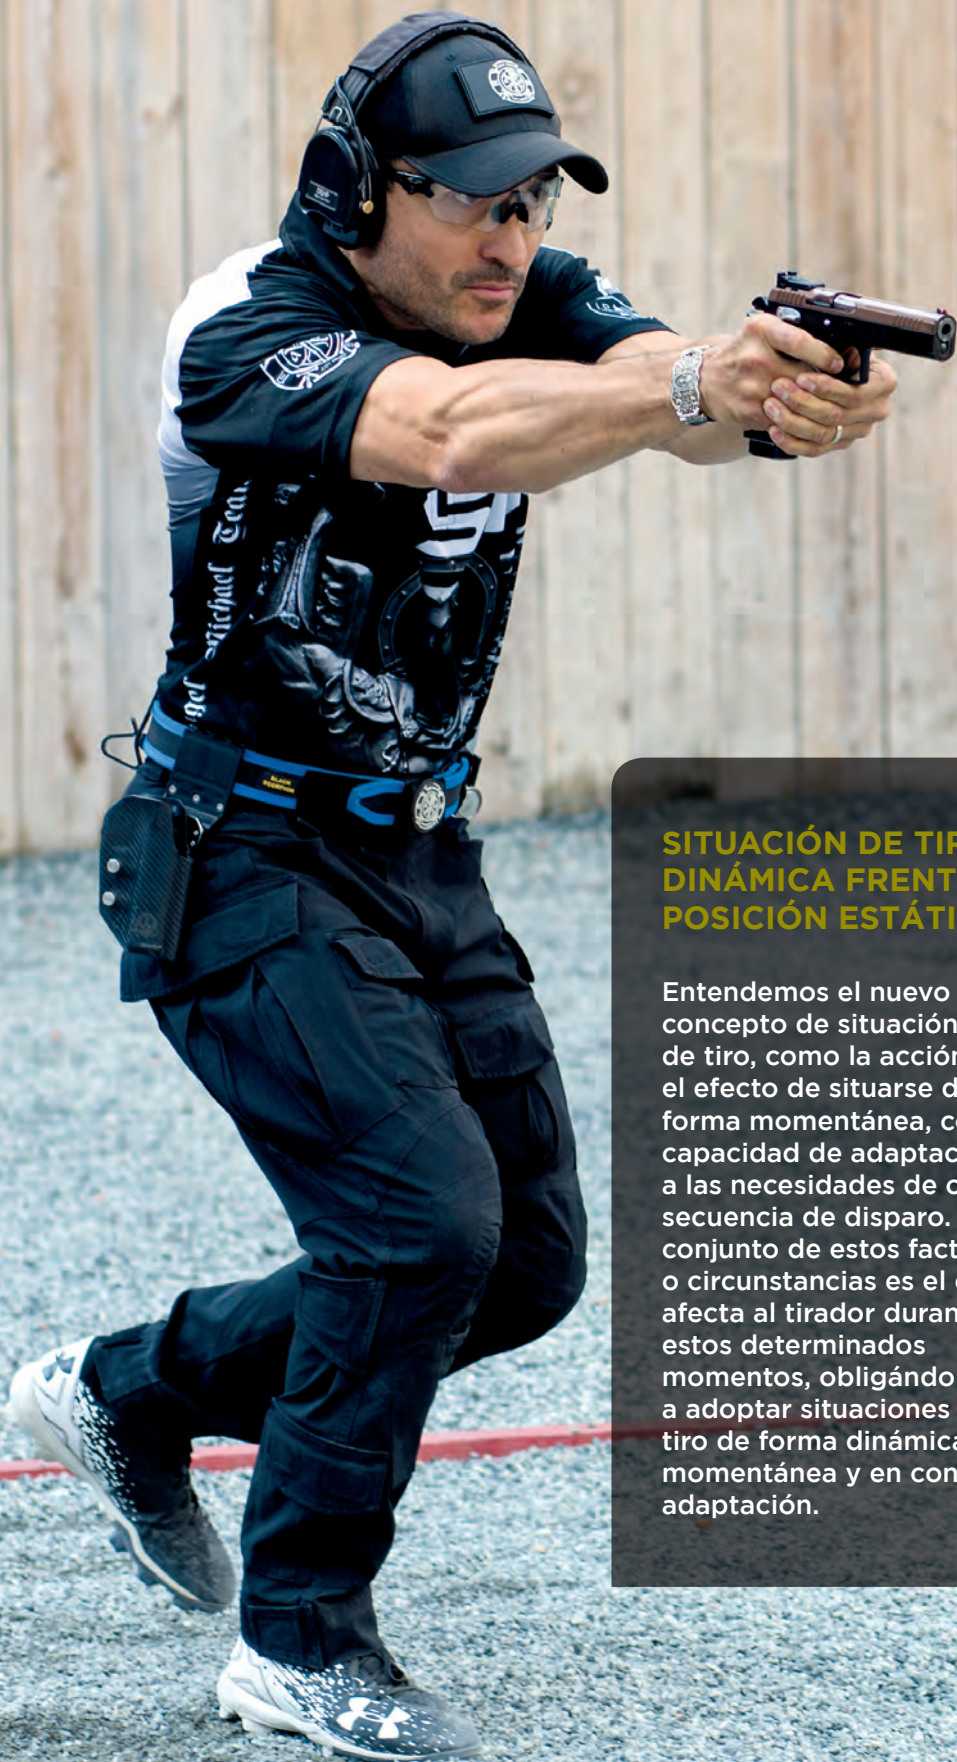 Michael Team
BLACK
SCORPION
SITUACIÓN DE TIR
DINÁMICA FRENT
POSICIÓN ESTÁTI
Entendemos el nuevo
concepto de situación
de tiro, como la acción
el efecto de situarse d
forma momentánea, co
capacidad de adaptac
a las necesidades de c
secuencia de disparo.
conjunto de estos fact
o circunstancias es el
afecta al tirador duran
estos determinados
momentos, obligándo
a adoptar situaciones
tiro de forma dinámica
momentánea y en con
adaptación.